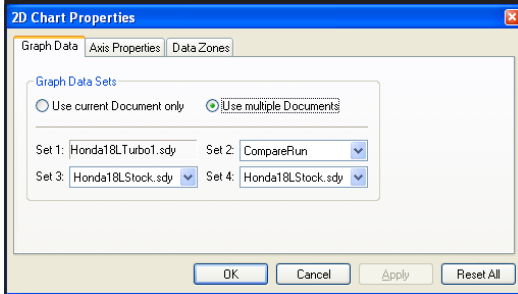 2D Chart Properties
Graph Data Axis Properties Data Zones
Graph Data Sets
Use current Document only Use multiple Documents
Set 1: Honda18LTurbo1.sdy Set 2: CompareRun
Set 3: Honda18LStock.sdy Set 4: Honda18LStock.sdy
OK Cancel Apply Reset All